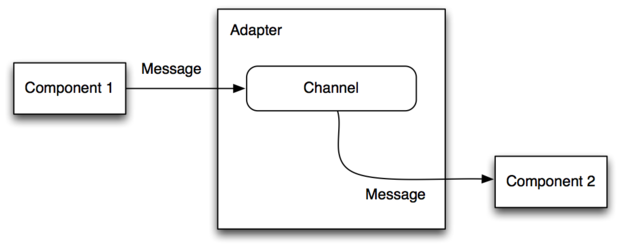 Adapter
Message
Component 1
Channel
Component 2
Message